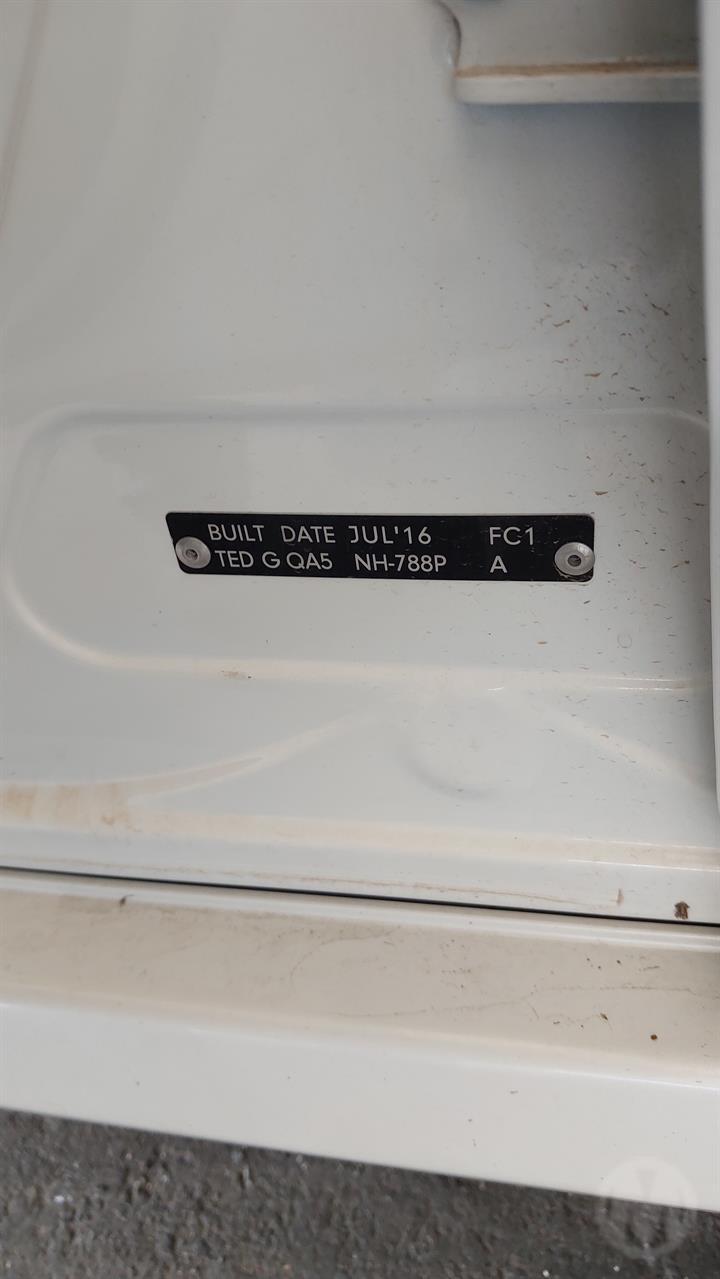 BUILT DATE JUL'16 FC1
TED G QA5 NH-788P A